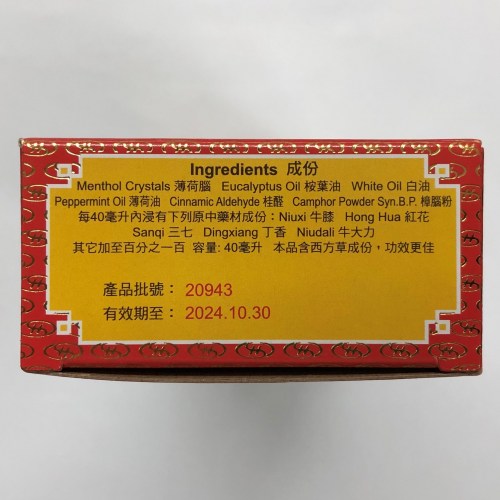 Ingredients 成份
Menthol Crystals 薄荷腦 Eucalyptus Oil 桉葉油 White Oil 白油
Peppermint Oil 薄荷油 Cinnamic Aldehyde 桂醛 Camphor Powder Syn.B.P. 樟腦粉
每40毫升內浸有下列原中藥材成份：Niuxi 牛膝 Hong Hua 紅花
Sanqi 三七 Dingxiang 丁香 Niudali 牛大力
其它加至百分之一百 容量: 40毫升 本品含西方草成份，功效更佳
產品批號： 20943
有效期至： 2024.10.30